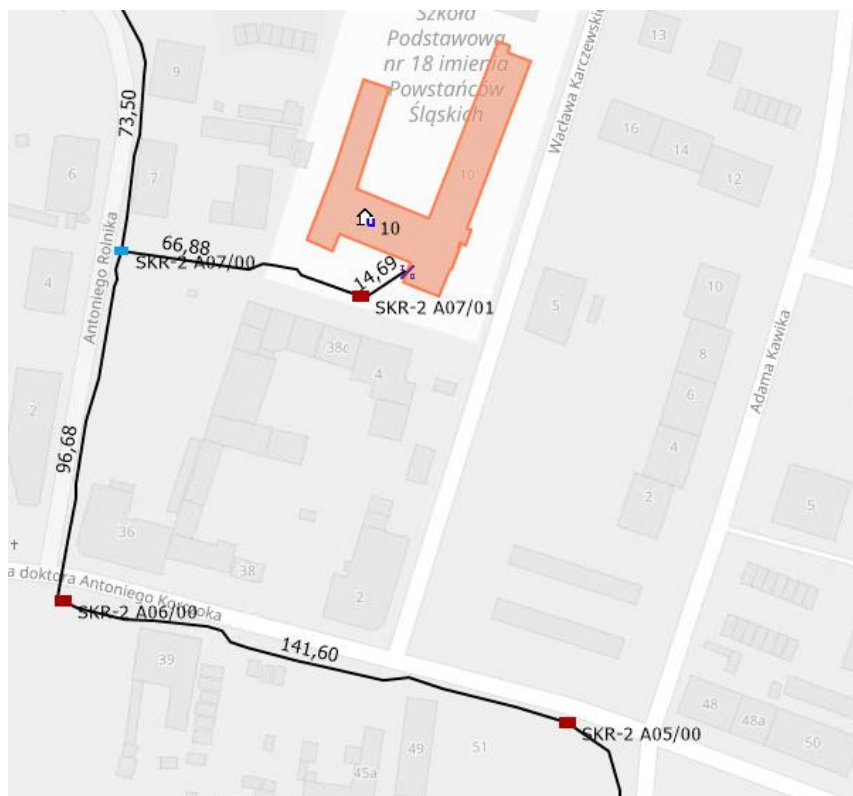 Szkoła
Podstawowa
nr 18 imienia
Powstańców
Śląskich
13
9
73,50
16
14
12
6
7
10
Wacława Karczewskie
10
66,88
SKR-2 A07/00
14,69
SKR-2 A07/01
4
Antoniego Rolnika
5
10
38c
4
8
6
Adama Kawika
2
4
96,68
2
5
36
38
2
a doktora Antoniego
SKR-2 A06/00
141,60
39
48
48a
50
SKR-2 A05/00
49
51
45a